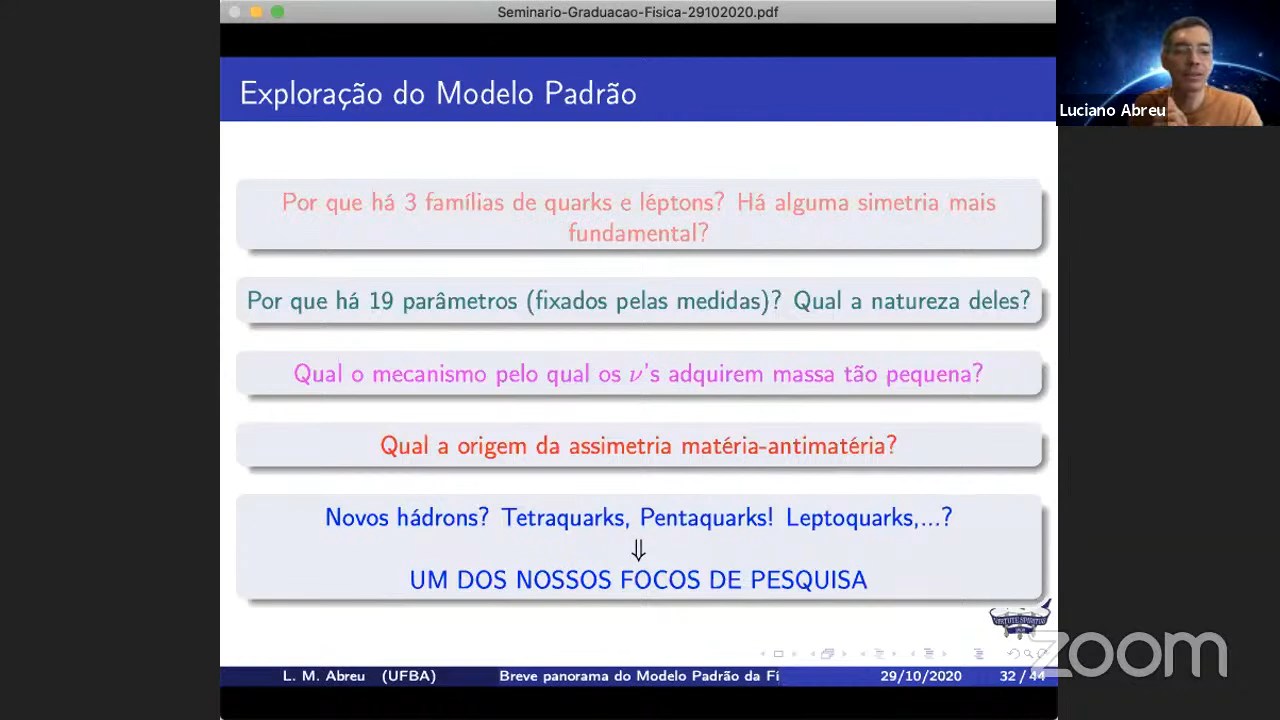 Seminario-Graduacao-Fisica-29102020.pdf
Luciano Abreu
Exploração do Modelo Padrão
Por que há 3 famílias de quarks e léptons? Há alguma simetria mais
fundamental?
Por que há 19 parâmetros (fixados pelas medidas)? Qual a natureza deles?
Qual o mecanismo pelo qual os ν's adquirem massa tão pequena?
Qual a origem da assimetria matéria-antimatéria?
Novos hádrons? Tetraquarks, Pentaquarks! Leptoquarks,...?
⇓
UM DOS NOSSOS FOCOS DE PESQUISA
VIRTUTE SPIRITUS
zoom
L. M. Abreu (UFBA) Breve panorama do Modelo Padrão da Fí 29/10/2020 32 / 44